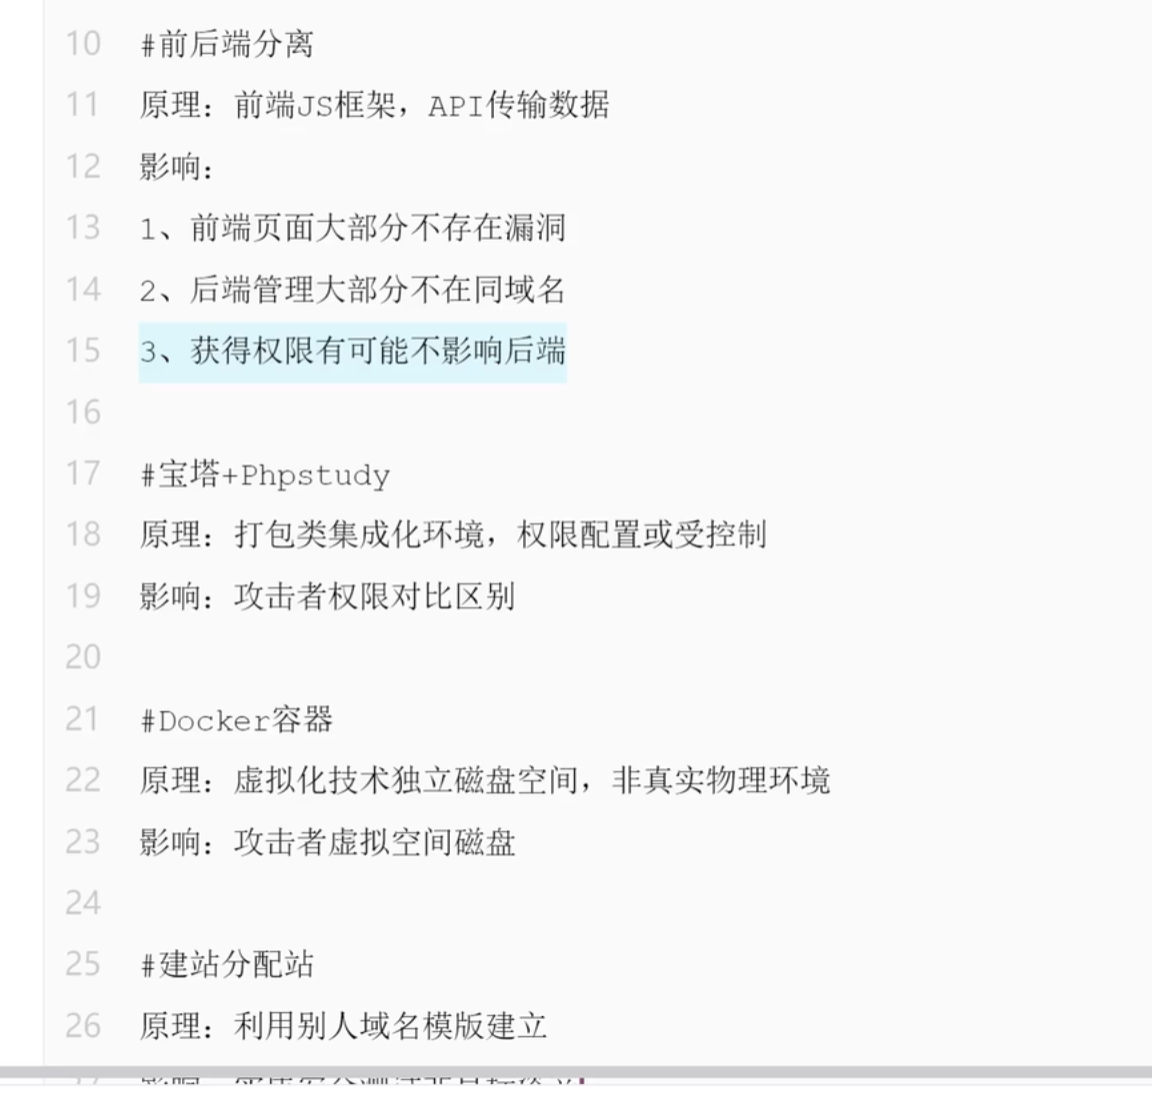 10 #前后端分离
11 原理：前端JS框架，API传输数据
12 影响：
13 1、前端页面大部分不存在漏洞
14 2、后端管理大部分不在同域名
15 3、获得权限有可能不影响后端
16
17 #宝塔+Phpstudy
18 原理：打包类集成化环境，权限配置或受控制
19 影响：攻击者权限对比区别
20
21 #Docker容器
22 原理：虚拟化技术独立磁盘空间，非真实物理环境
23 影响：攻击者虚拟空间磁盘
24
25 #建站分配站
26 原理：利用别人域名模版建立